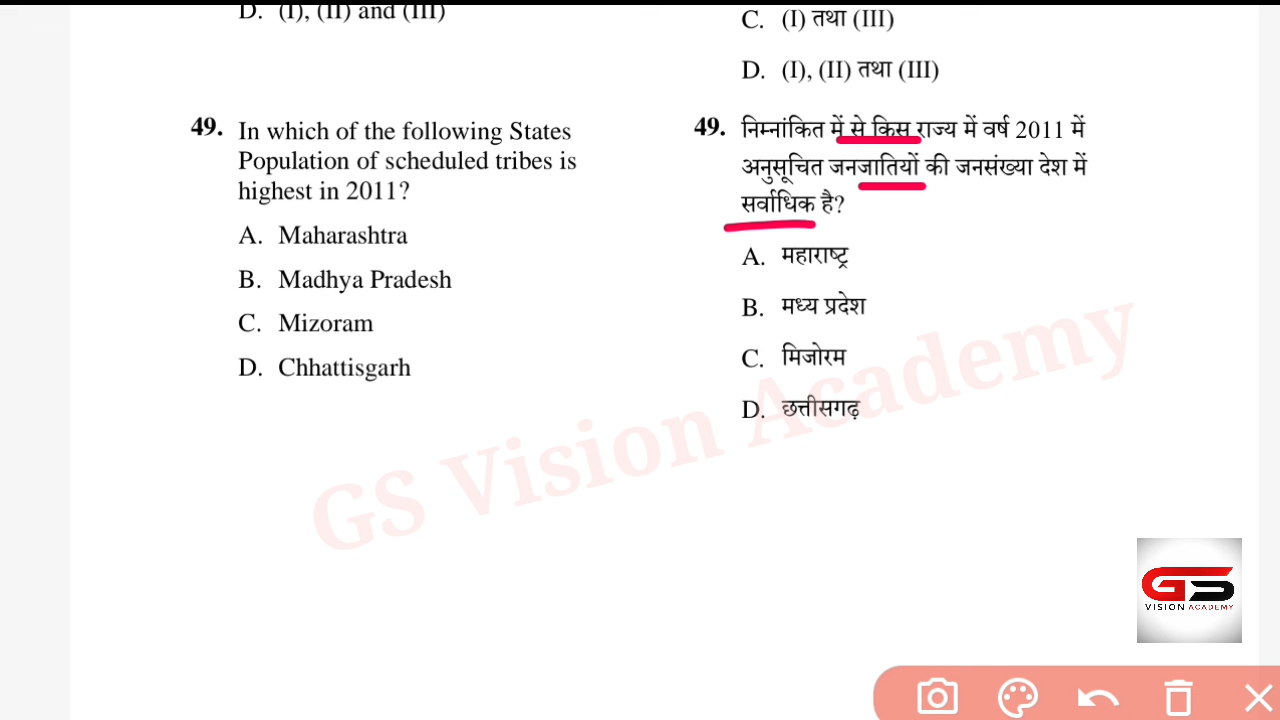 D. (I), (II) and (III)
49. In which of the following States
Population of scheduled tribes is
highest in 2011?
A. Maharashtra
B. Madhya Pradesh
C. Mizoram
D. Chhattisgarh
C. (I) तथा (III)
D. (I), (II) तथा (III)
49. निम्नांकित में से किस राज्य में वर्ष 2011 में
अनुसूचित जनजातियों की जनसंख्या देश में
सर्वाधिक है?
A. महाराष्ट्र
B. मध्य प्रदेश
C. मिजोरम
D. छत्तीसगढ़
GS Vision Academy
GS
VISION ACADEMY